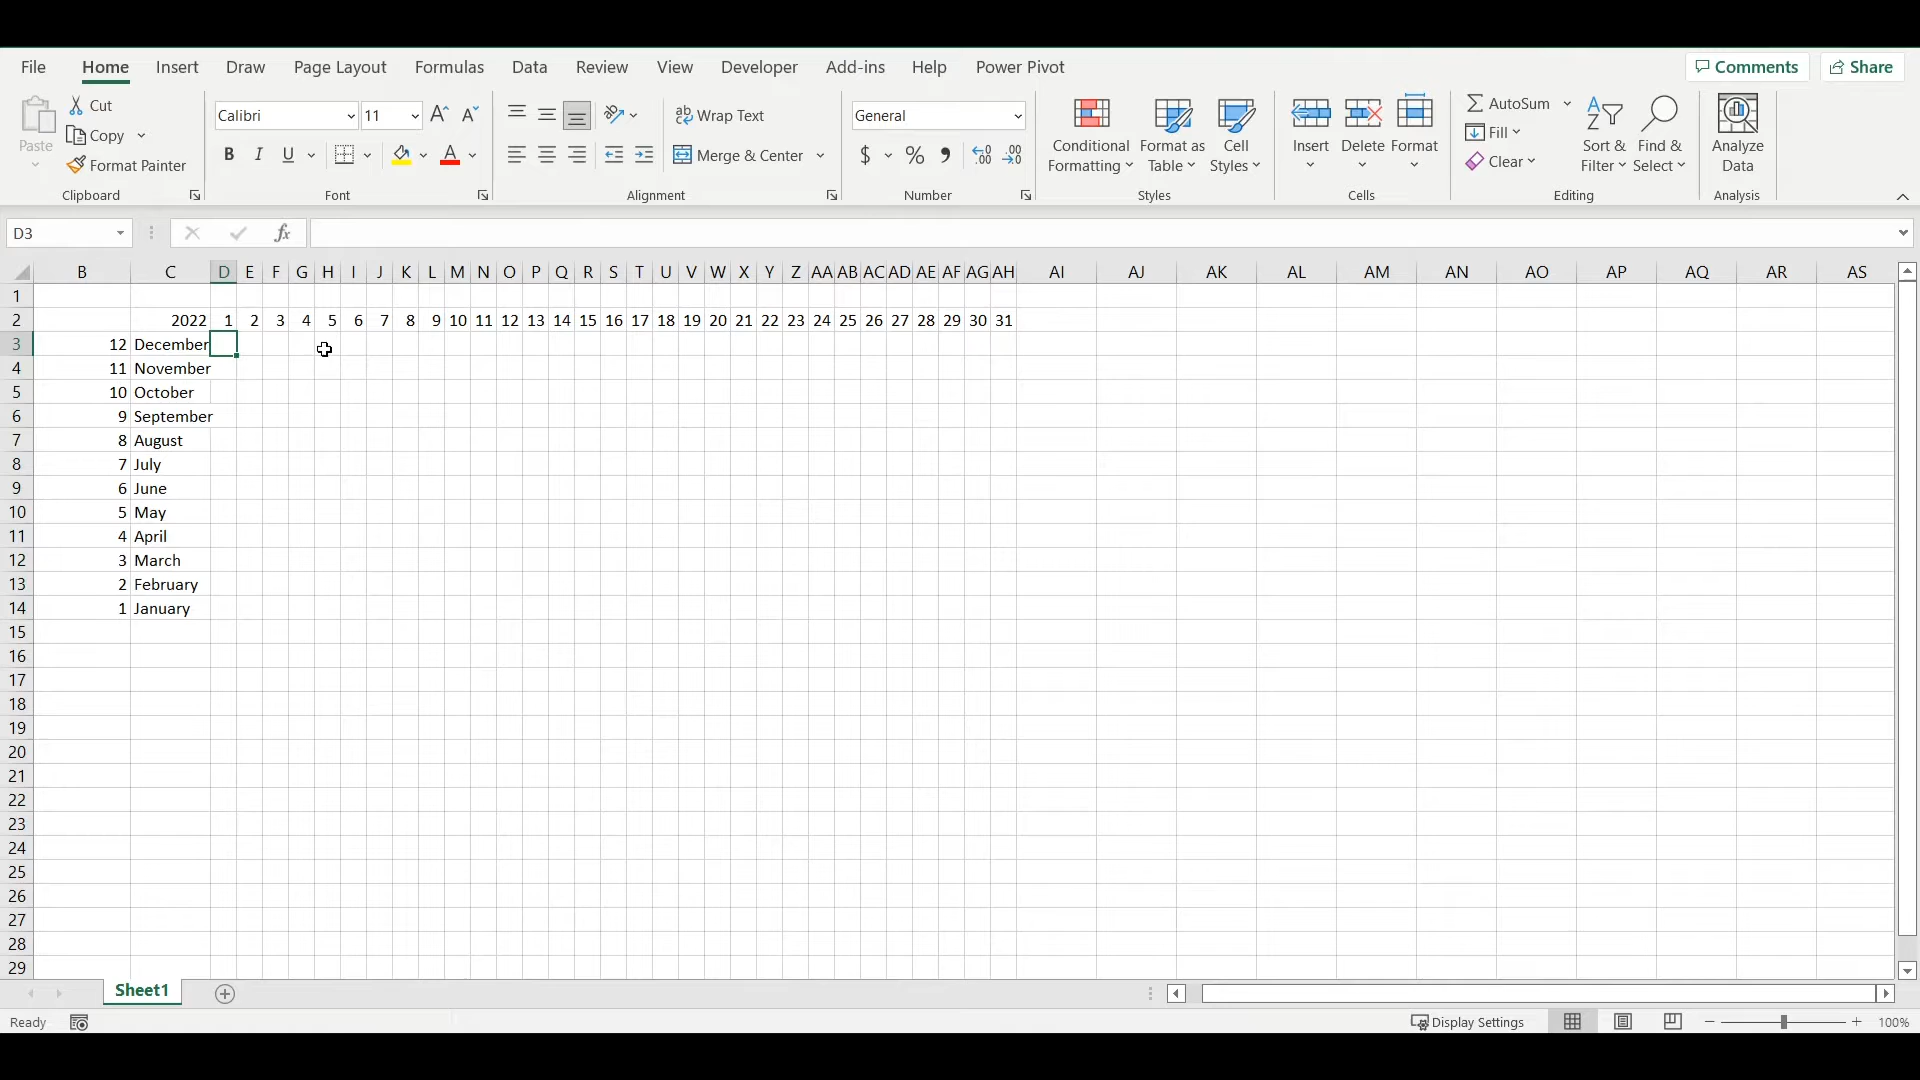 File Home Insert Draw Page Layout Formulas Data Review View Developer Add-ins Help Power Pivot Comments Share
Cut
Copy
Format Painter
Paste
Clipboard
Calibri 11
B I U
Font
Wrap Text
Merge & Center
Alignment
General
$ % ,
Number
Conditional Formatting
Format as Table
Cell Styles
Styles
Insert Delete Format
Cells
AutoSum
Fill
Clear
Sort & Filter
Find & Select
Editing
Analyze Data
Analysis
D3 fx
B C D E F G H I J K L M N O P Q R S T U V W X Y Z AA AB AC AD AE AF AG AH AI AJ AK AL AM AN AO AP AQ AR AS
1
2 2022 1 2 3 4 5 6 7 8 9 10 11 12 13 14 15 16 17 18 19 20 21 22 23 24 25 26 27 28 29 30 31
3 12 December
4 11 November
5 10 October
6 9 September
7 8 August
8 7 July
9 6 June
10 5 May
11 4 April
12 3 March
13 2 February
14 1 January
15
16
17
18
19
20
21
22
23
24
25
26
27
28
29
Sheet1
Ready Display Settings 100%